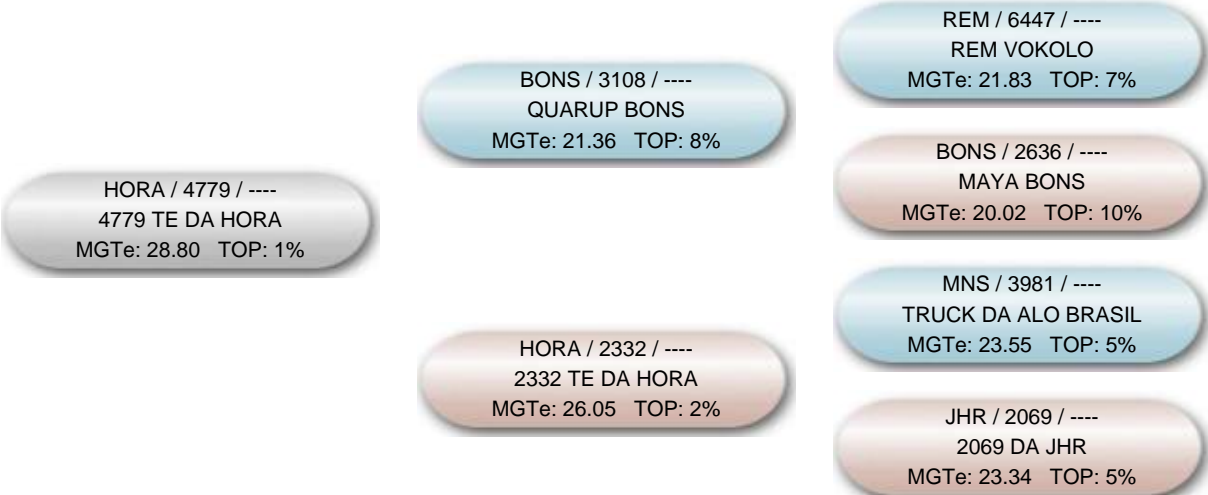 HORA / 4779 / ----
4779 TE DA HORA
MGTe: 28.80 TOP: 1%
BONS / 3108 / ----
QUARUP BONS
MGTe: 21.36 TOP: 8%
HORA / 2332 / ----
2332 TE DA HORA
MGTe: 26.05 TOP: 2%
REM / 6447 / ----
REM VOKOLO
MGTe: 21.83 TOP: 7%
BONS / 2636 / ----
MAYA BONS
MGTe: 20.02 TOP: 10%
MNS / 3981 / ----
TRUCK DA ALO BRASIL
MGTe: 23.55 TOP: 5%
JHR / 2069 / ----
2069 DA JHR
MGTe: 23.34 TOP: 5%